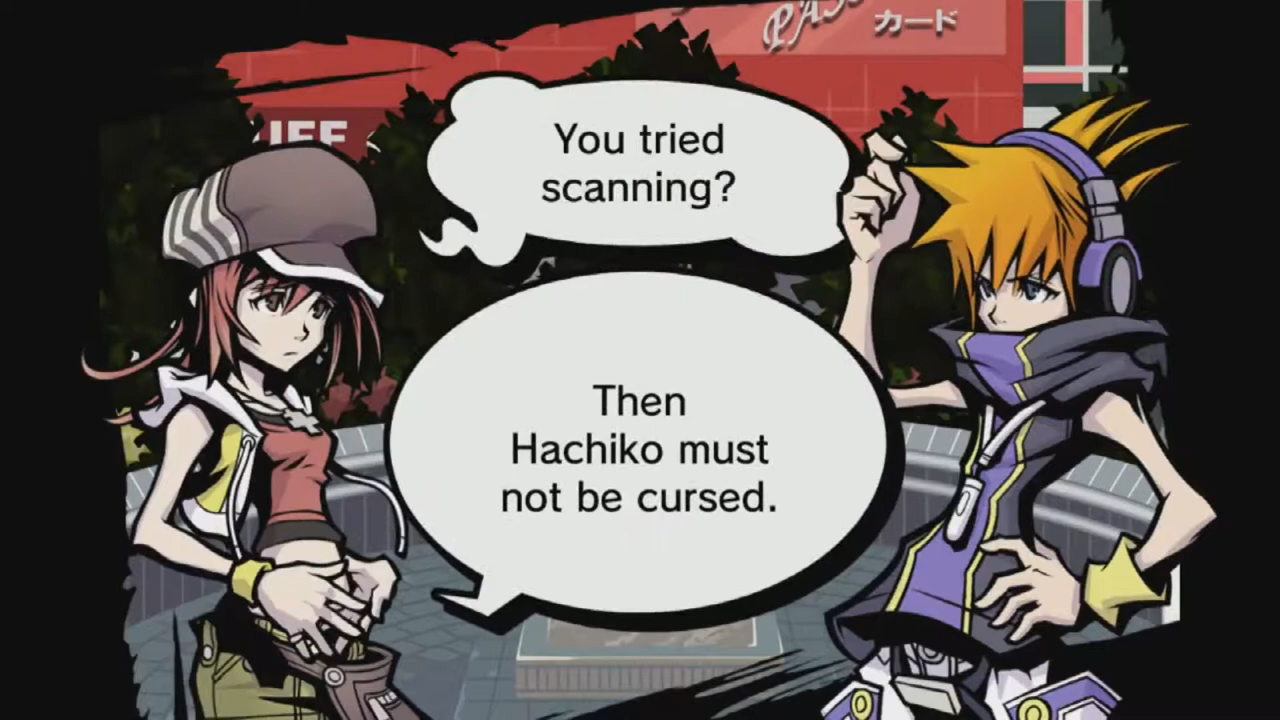 カード
You tried
scanning?
Then
Hachiko must
not be cursed.